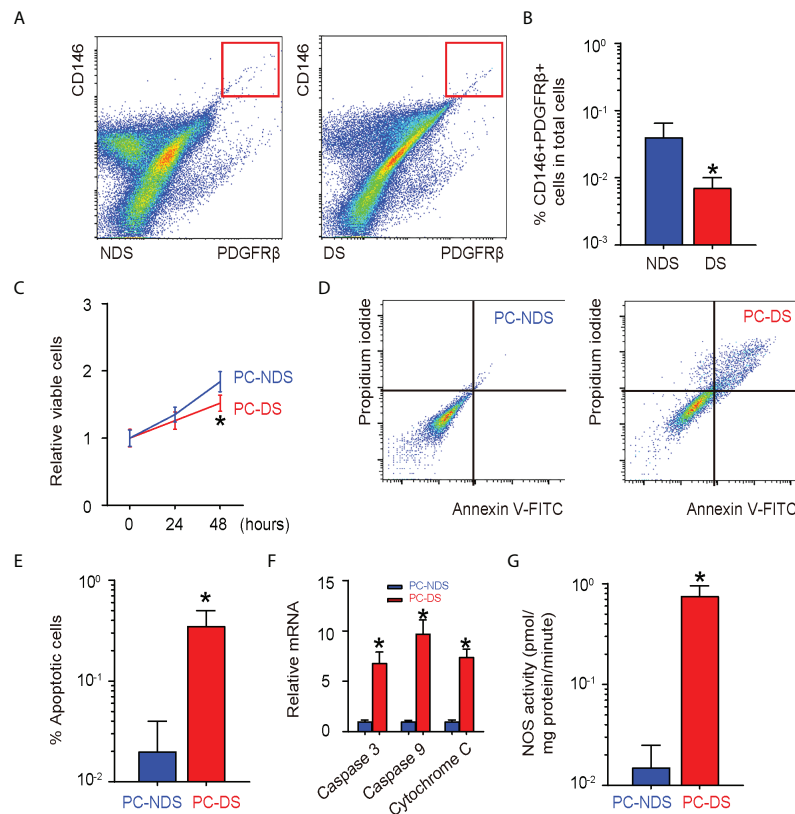 A
CD146
NDS
PDGFRβ
CD146
DS
PDGFRβ
B
% CD146+PDGFRβ+
cells in total cells
10^0
10^-1
10^-2
10^-3
*
NDS
DS
C
Relative viable cells
3
2
1
0
PC-NDS
PC-DS
*
0 24 48 (hours)
D
Propidium iodide
PC-NDS
Annexin V-FITC
Propidium iodide
PC-DS
Annexin V-FITC
E
% Apoptotic cells
10^0
10^-1
10^-2
*
PC-NDS
PC-DS
F
Relative mRNA
15
10
5
0
PC-NDS
PC-DS
*
*
*
Caspase 3
Caspase 9
Cytochrome C
G
NOS activity (pmol/
mg protein/minute)
10^0
10^-1
10^-2
*
PC-NDS
PC-DS